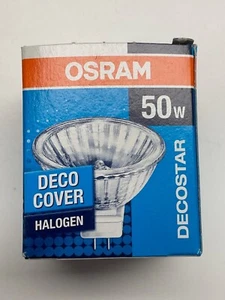 OSRAM
50W
DECO
COVER
HALOGEN
DECOSTAR